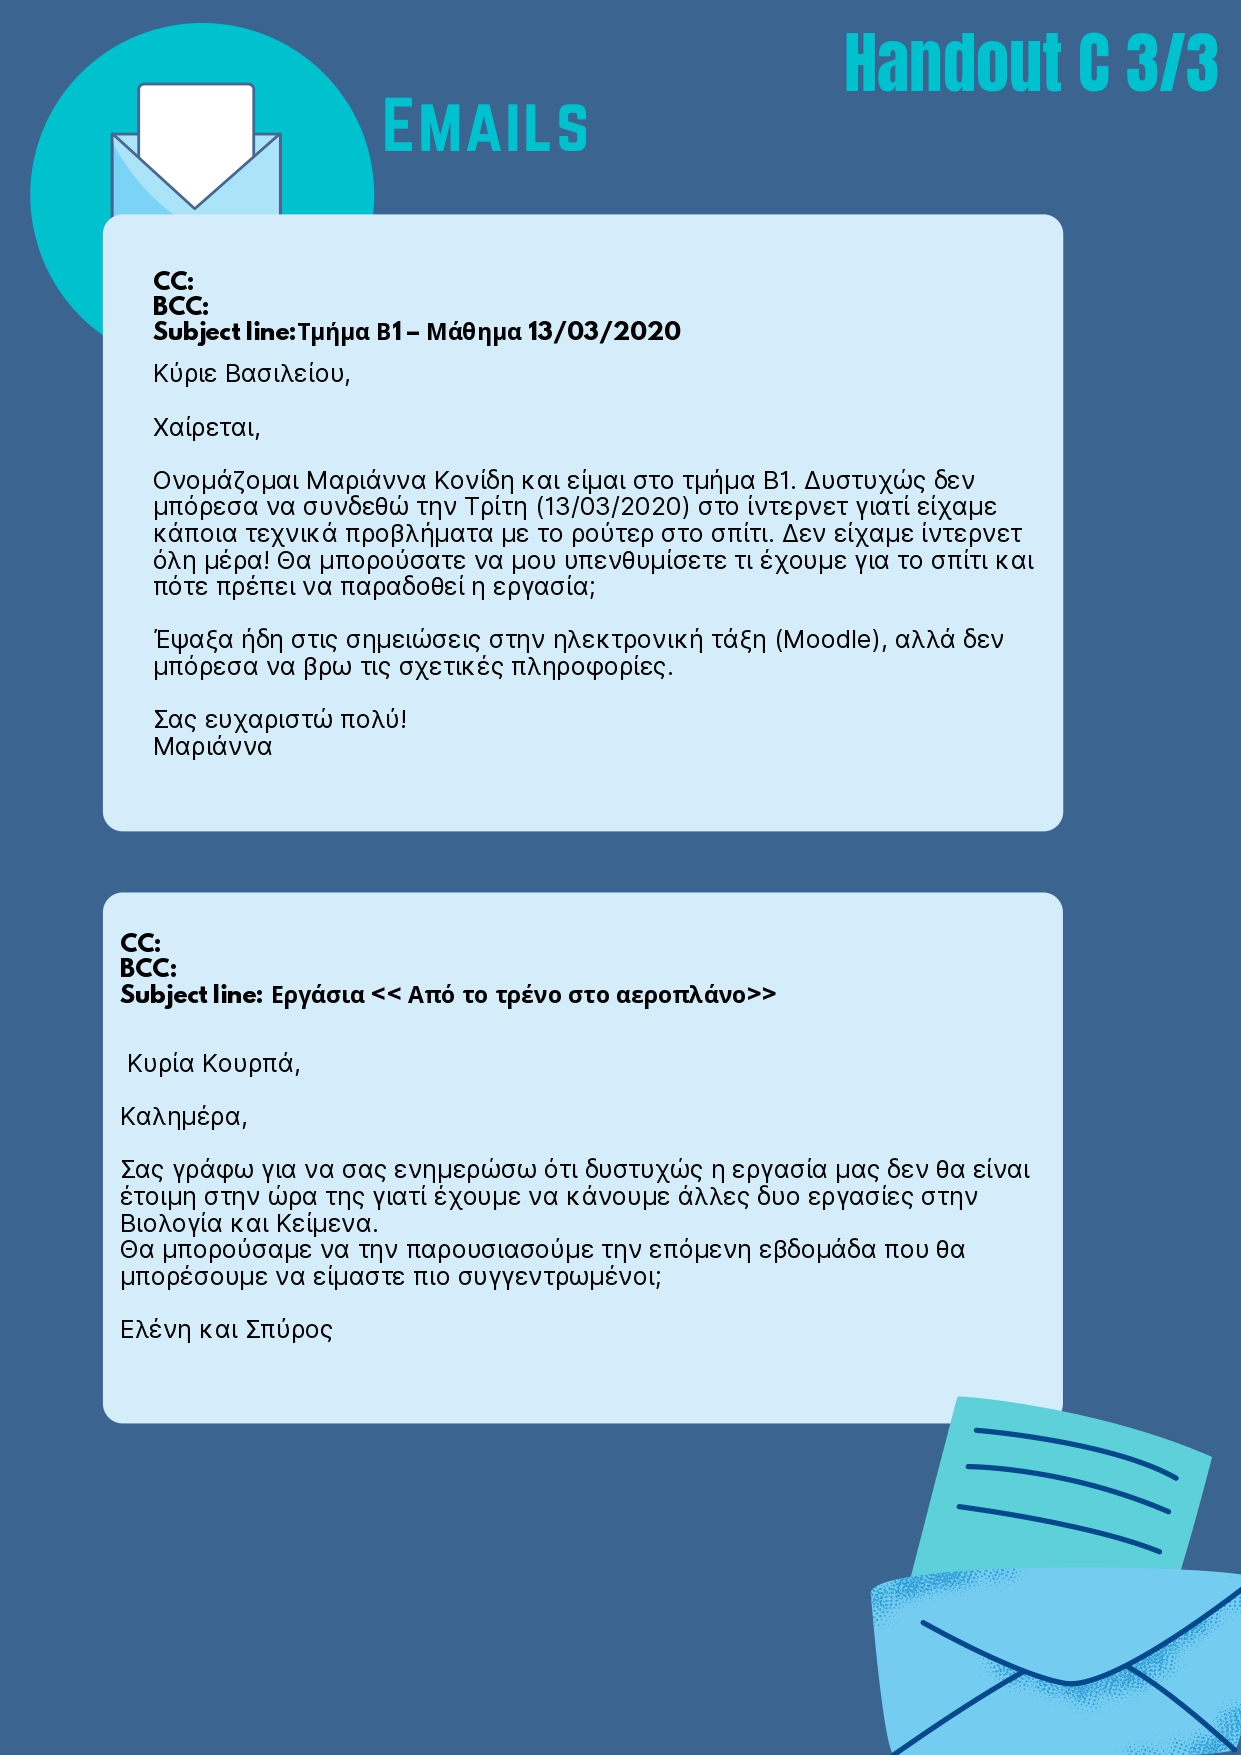 Handout C 3/3
EMAILS
CC:
BCC:
Subject line:Τμήμα Β1 – Μάθημα 13/03/2020
Κύριε Βασιλείου,
Χαίρεται,
Ονομάζομαι Μαριάννα Κονίδη και είμαι στο τμήμα Β1. Δυστυχώς δεν
μπόρεσα να συνδεθώ την Τρίτη (13/03/2020) στο ίντερνετ γιατί είχαμε
κάποια τεχνικά προβλήματα με το ρούτερ στο σπίτι. Δεν είχαμε ίντερνετ
όλη μέρα! Θα μπορούσατε να μου υπενθυμίσετε τι έχουμε για το σπίτι και
πότε πρέπει να παραδοθεί η εργασία;
Έψαξα ήδη στις σημειώσεις στην ηλεκτρονική τάξη (Moodle), αλλά δεν
μπόρεσα να βρω τις σχετικές πληροφορίες.
Σας ευχαριστώ πολύ!
Μαριάννα
CC:
BCC:
Subject line: Εργάσια << Από το τρένο στο αεροπλάνο>>
Κυρία Κουρπά,
Καλημέρα,
Σας γράφω για να σας ενημερώσω ότι δυστυχώς η εργασία μας δεν θα είναι
έτοιμη στην ώρα της γιατί έχουμε να κάνουμε άλλες δυο εργασίες στην
Βιολογία και Κείμενα.
Θα μπορούσαμε να την παρουσιασούμε την επόμενη εβδομάδα που θα
μπορέσουμε να είμαστε πιο συγγεντρωμένοι;
Ελένη και Σπύρος